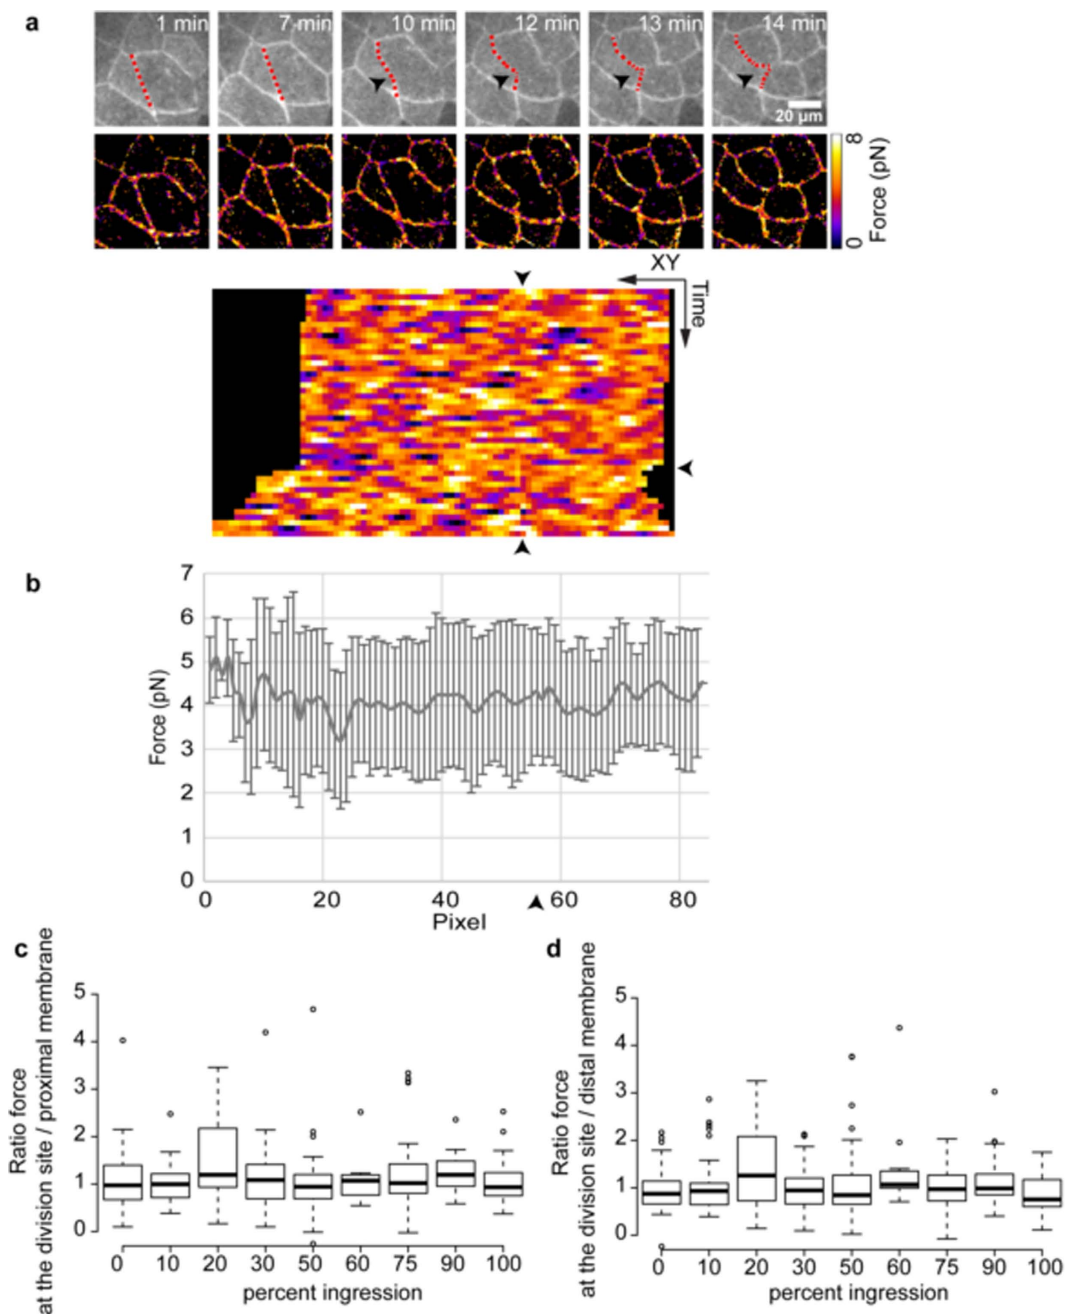 a
1 min 7 min 10 min 12 min 13 min 14 min
20 μm
8
0
Force (pN)
XY
Time
b
7
6
5
4
3
2
1
0
Force (pN)
0 20 40 60 80
Pixel
c
Ratio force
at the division site / proximal membrane
5
4
3
2
1
0
0 10 20 30 50 60 75 90 100
percent ingression
d
Ratio force
at the division site / distal membrane
5
4
3
2
1
0
0 10 20 30 50 60 75 90 100
percent ingression